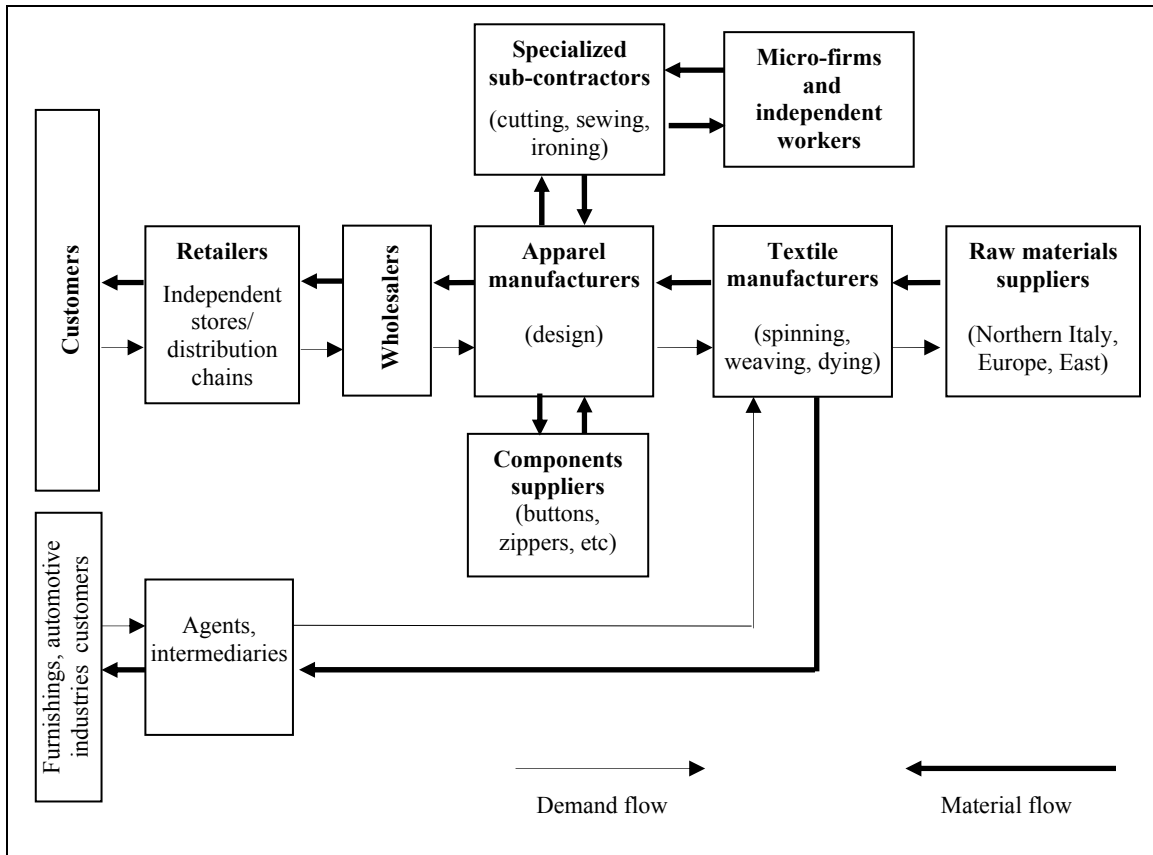 Specialized
sub-contractors
(cutting, sewing,
ironing)
Micro-firms
and
independent
workers
Customers
Retailers
Independent
stores/
distribution
chains
Wholesalers
Apparel
manufacturers
(design)
Textile
manufacturers
(spinning,
weaving, dying)
Raw materials
suppliers
(Northern Italy,
Europe, East)
Components
suppliers
(buttons,
zippers, etc)
Furnishings, automotive
industries customers
Agents,
intermediaries
Demand flow
Material flow